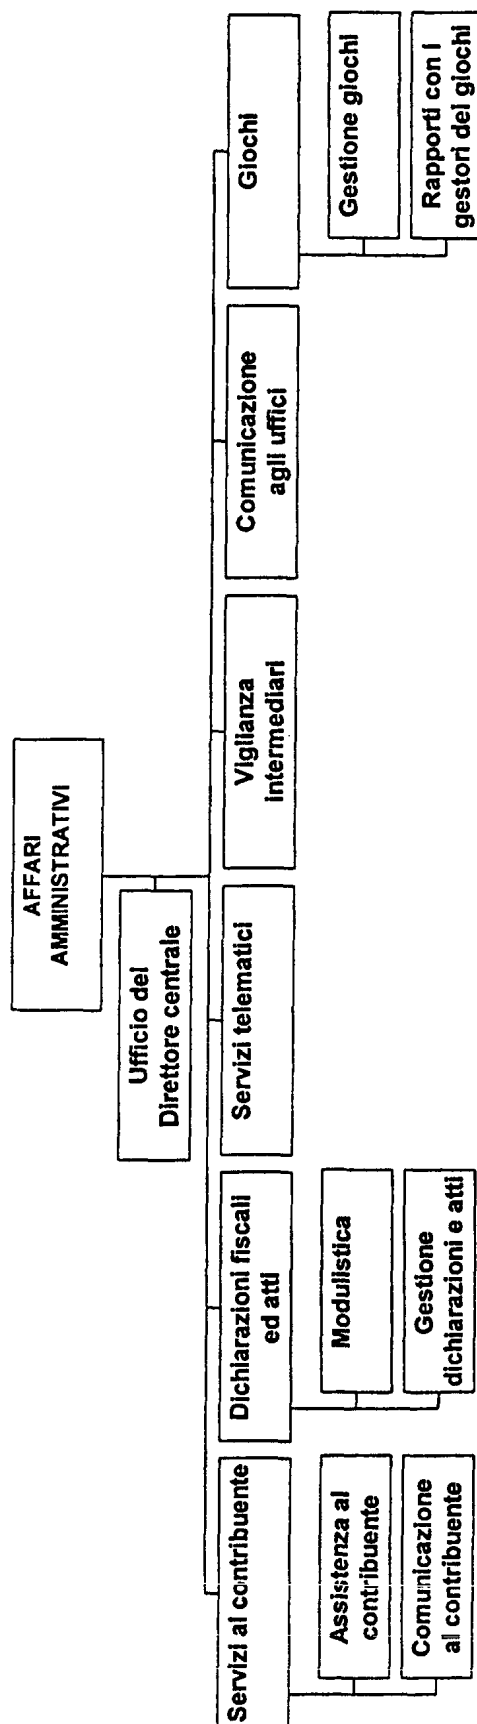 AFFARI
AMMINISTRATIVI
Ufficio del
Direttore centrale
Servizi al contribuente
Assistenza al
contribuente
Comunicazione
al contribuente
Dichiarazioni fiscali
ed atti
Modulistica
Gestione
dichiarazioni e atti
Servizi telematici
Vigilanza
intermediari
Comunicazione
agli uffici
Giochi
Gestione giochi
Rapporti con i
gestori dei giochi